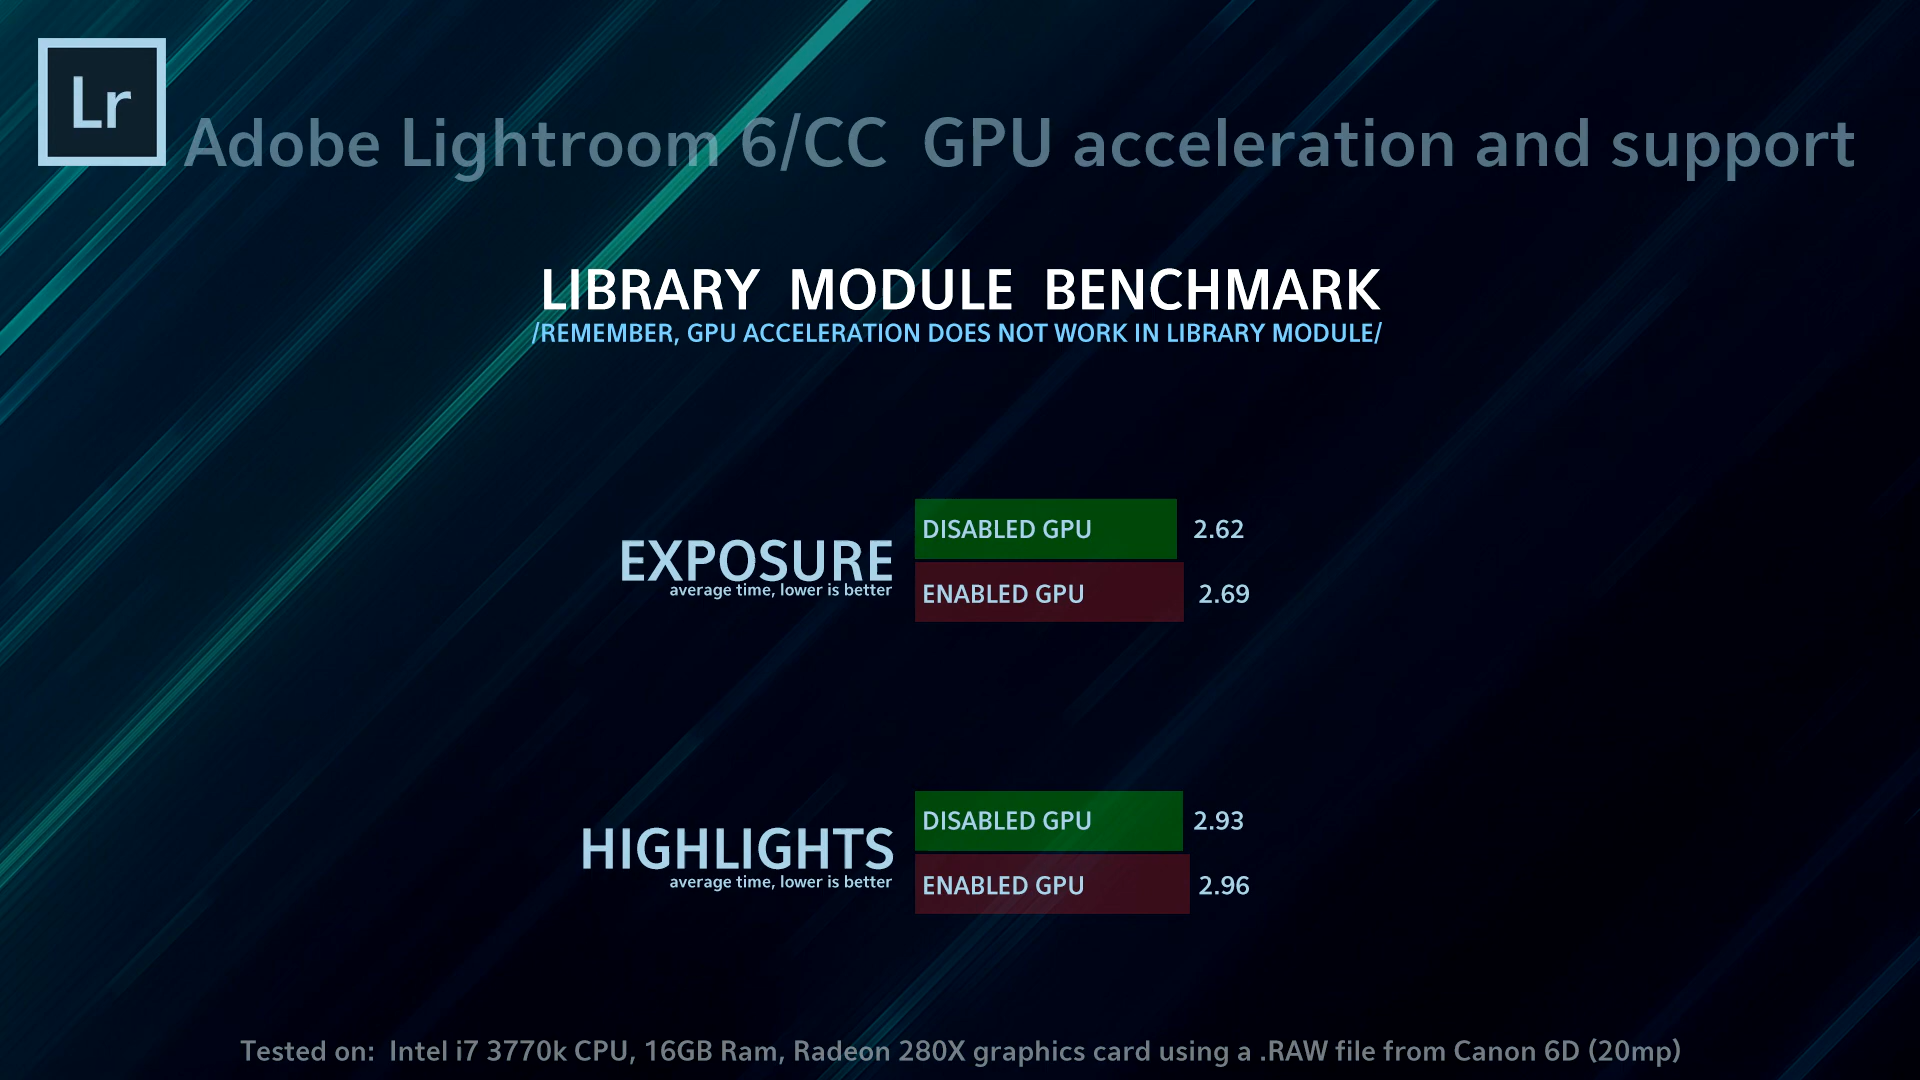 Lr
Adobe Lightroom 6/CC GPU acceleration and support
LIBRARY MODULE BENCHMARK
/REMEMBER, GPU ACCELERATION DOES NOT WORK IN LIBRARY MODULE/
EXPOSURE
average time, lower is better
DISABLED GPU 2.62
ENABLED GPU 2.69
HIGHLIGHTS
average time, lower is better
DISABLED GPU 2.93
ENABLED GPU 2.96
Tested on: Intel i7 3770k CPU, 16GB Ram, Radeon 280X graphics card using a .RAW file from Canon 6D (20mp)